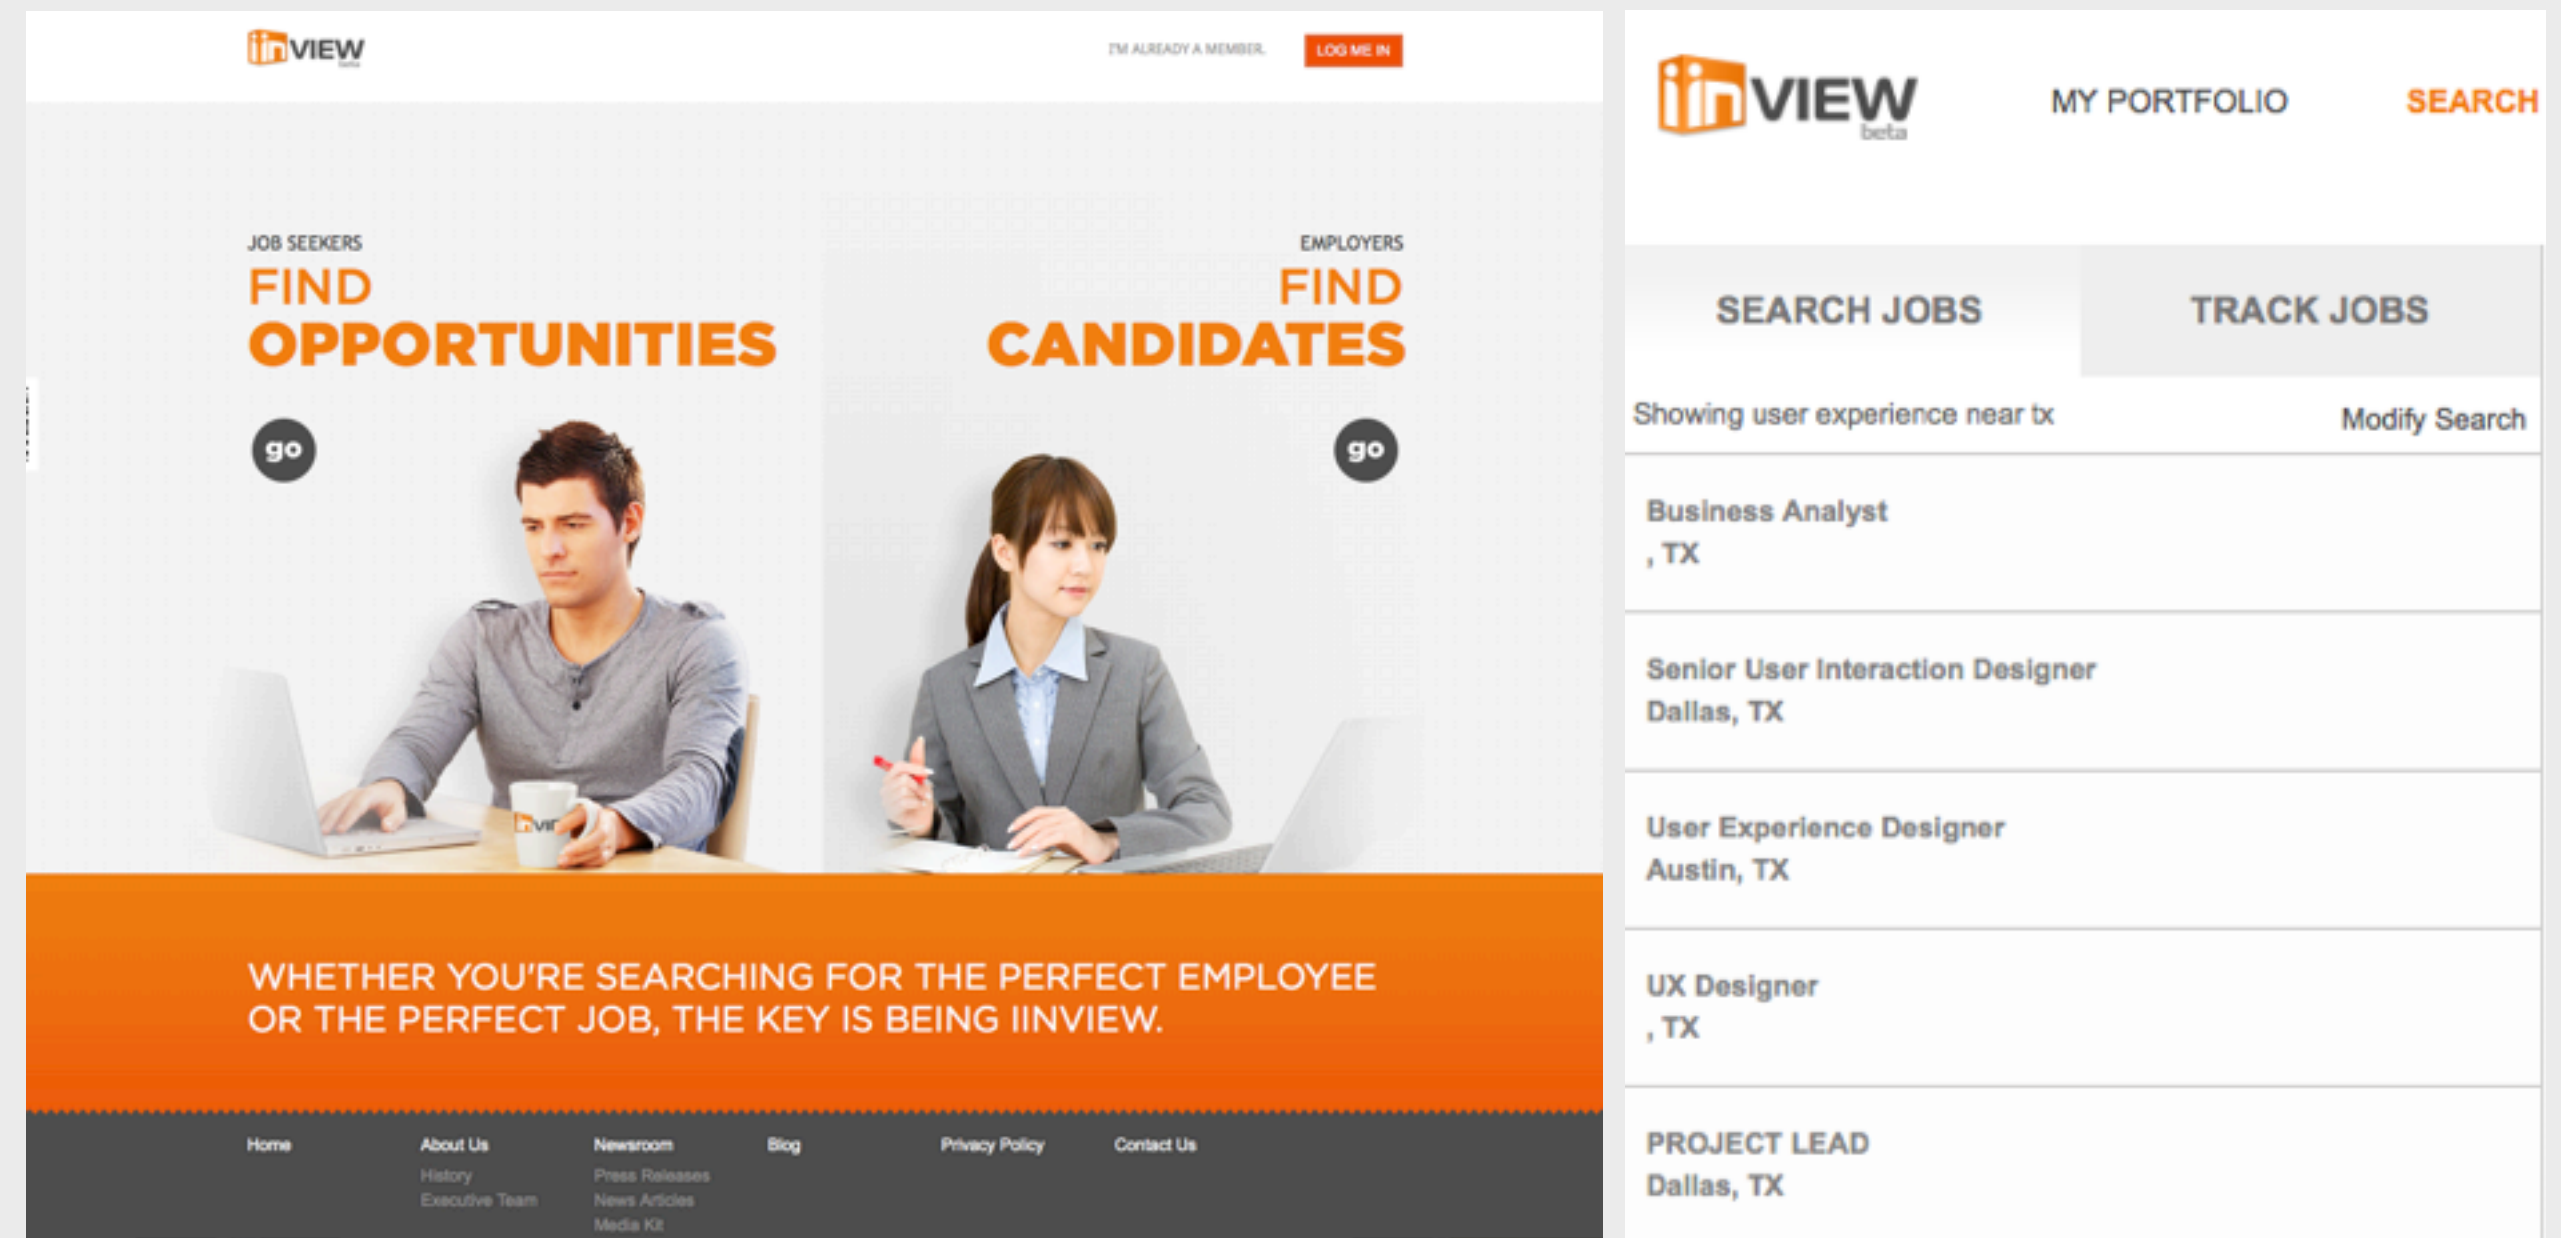 iinVIEW
beta
I'M ALREADY A MEMBER.
LOG ME IN
JOB SEEKERS
FIND
OPPORTUNITIES
go
EMPLOYERS
FIND
CANDIDATES
go
WHETHER YOU'RE SEARCHING FOR THE PERFECT EMPLOYEE
OR THE PERFECT JOB, THE KEY IS BEING IINVIEW.
Home
About Us
History
Executive Team
Newsroom
Press Releases
News Articles
Media Kit
Blog
Privacy Policy
Contact Us
iinVIEW
beta
MY PORTFOLIO
SEARCH
SEARCH JOBS
TRACK JOBS
Showing user experience near tx
Modify Search
Business Analyst
, TX
Senior User Interaction Designer
Dallas, TX
User Experience Designer
Austin, TX
UX Designer
, TX
PROJECT LEAD
Dallas, TX